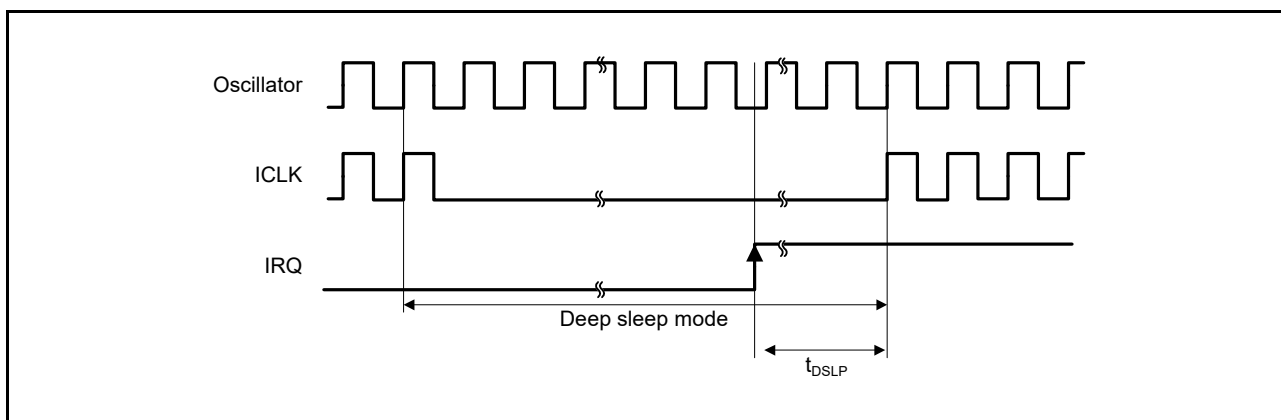 Oscillator
ICLK
IRQ
Deep sleep mode
tDSLP